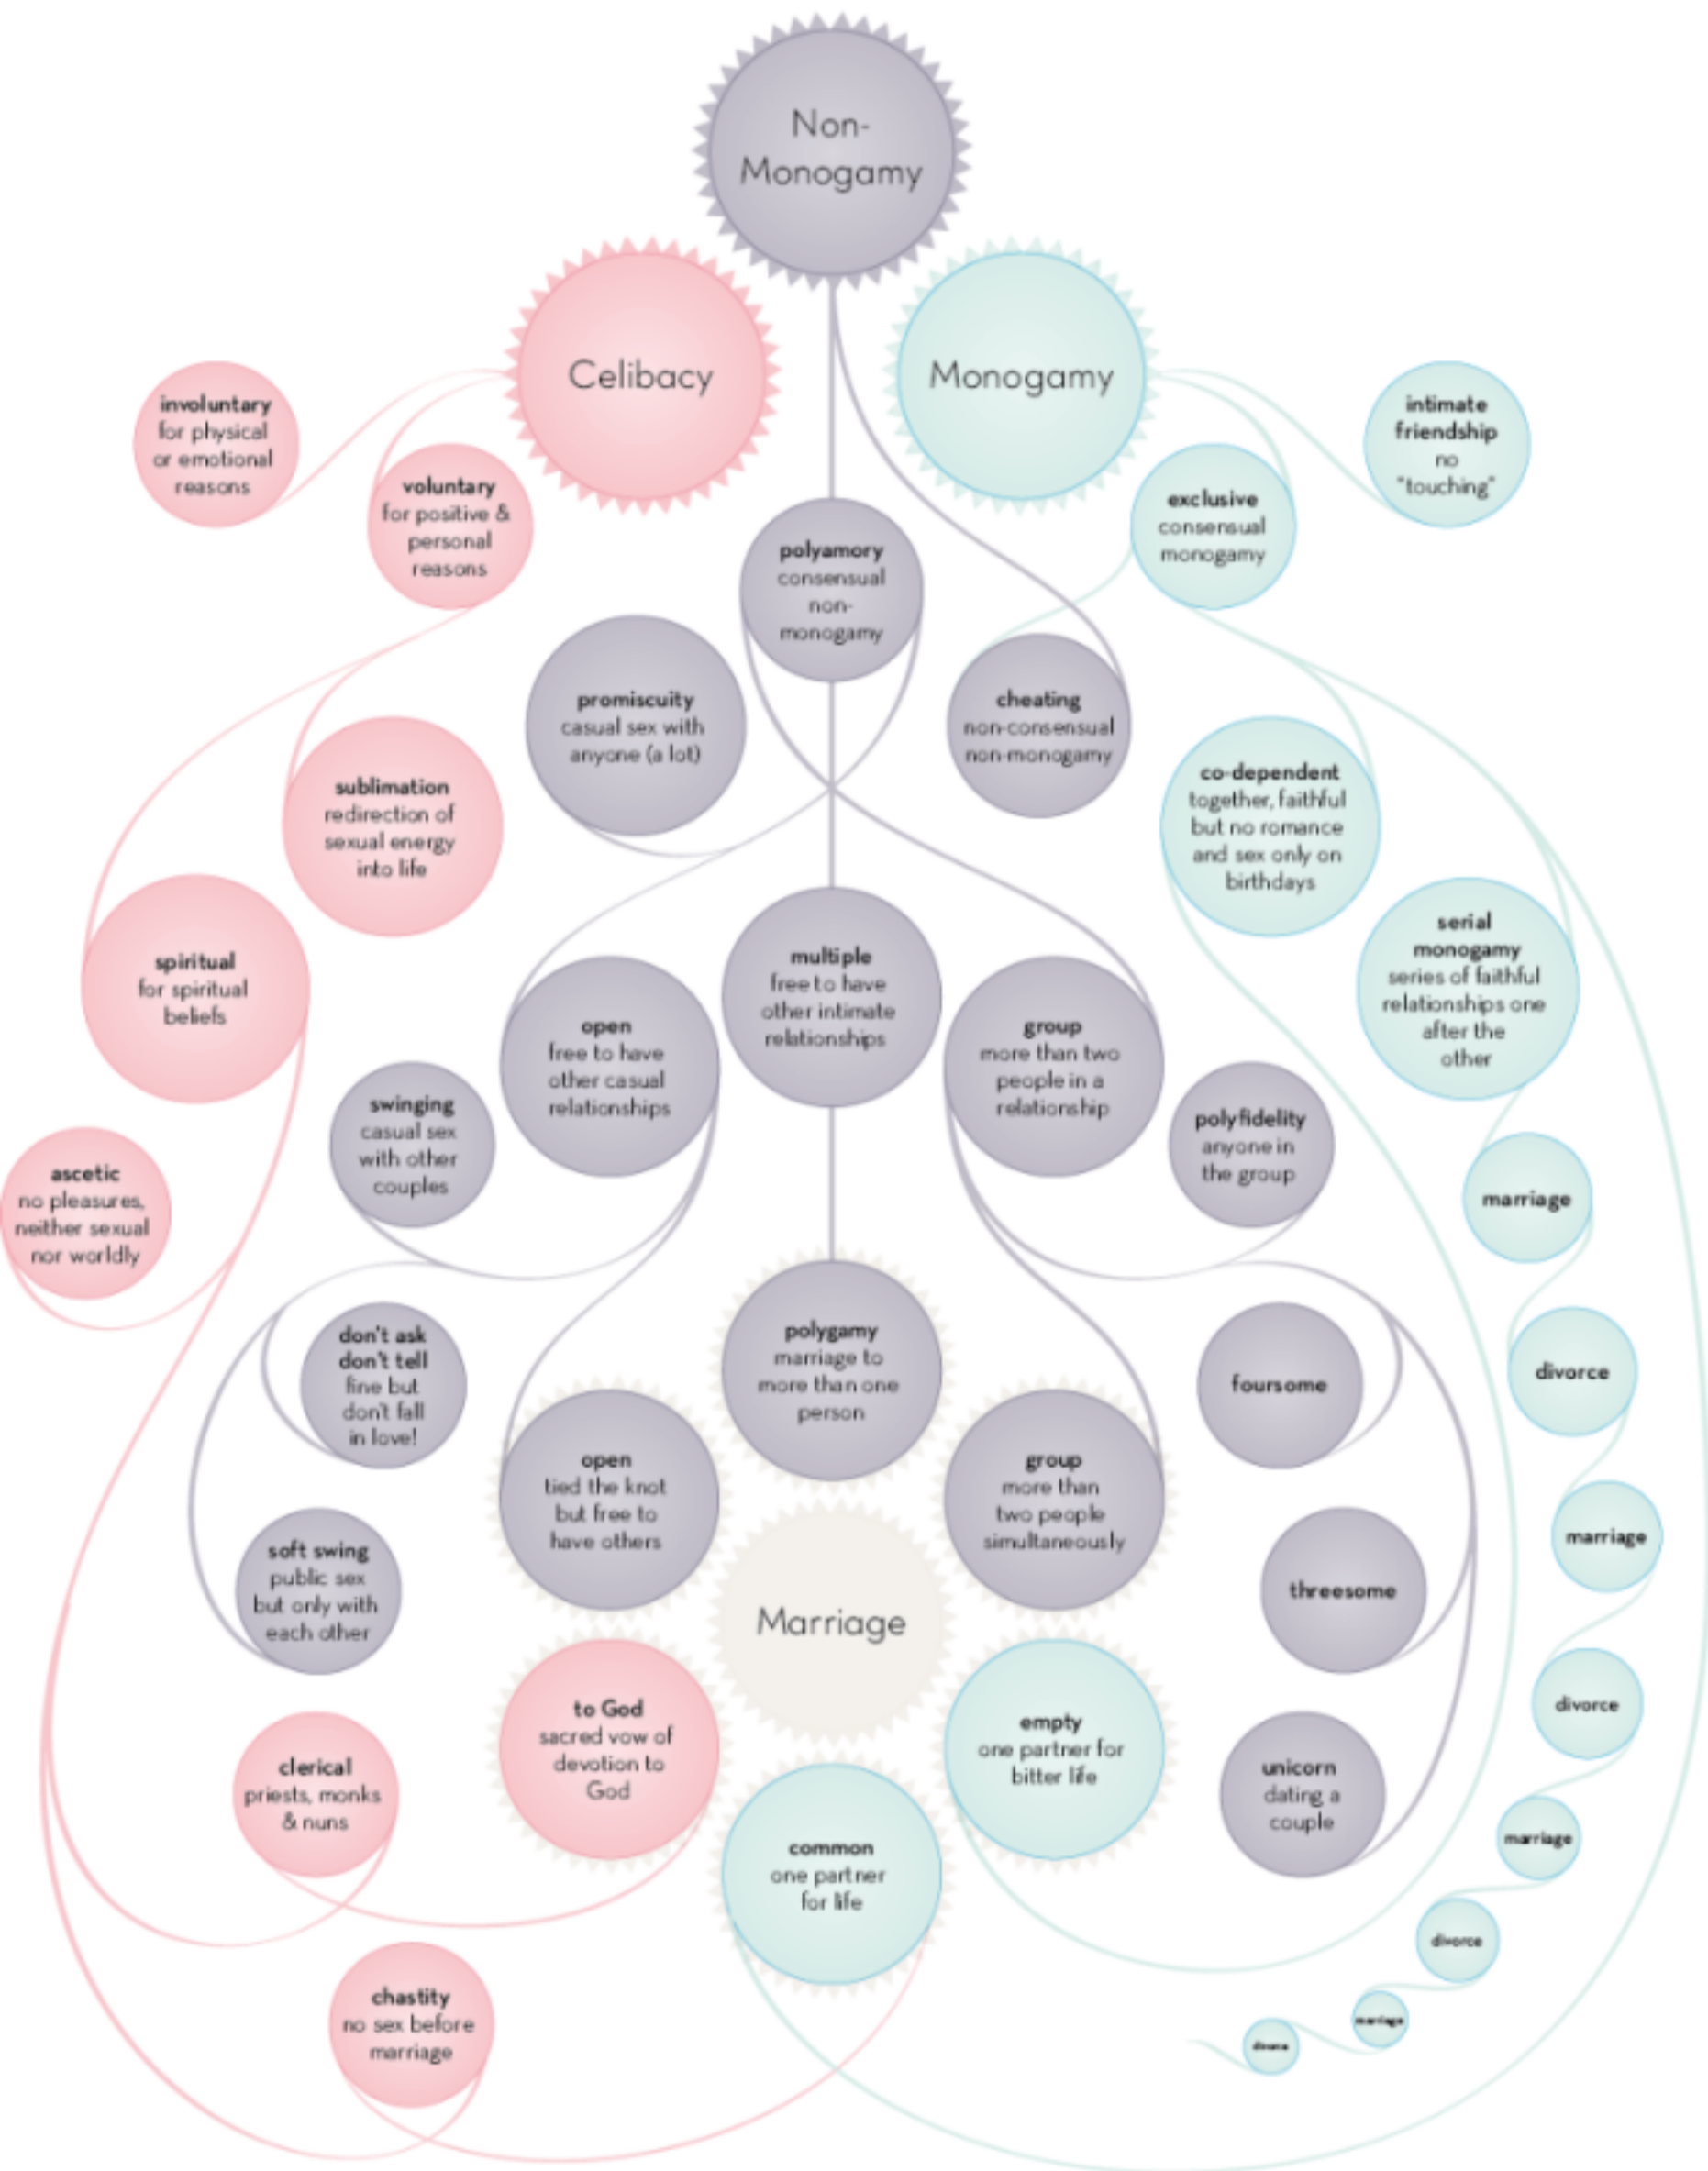 Non-
Monogamy
Celibacy
Monogamy
involuntary
for physical
or emotional
reasons
voluntary
for positive &
personal
reasons
intimate
friendship
no
"touching"
exclusive
consensual
monogamy
polyamory
consensual
non-
monogamy
promiscuity
casual sex with
anyone (a lot)
cheating
non-consensual
non-monogamy
sublimation
redirection of
sexual energy
into life
co-dependent
together, faithful
but no romance
and sex only on
birthdays
spiritual
for spiritual
beliefs
multiple
free to have
other intimate
relationships
serial
monogamy
series of faithful
relationships one
after the
other
open
free to have
other casual
relationships
group
more than two
people in a
relationship
swinging
casual sex
with other
couples
polyfidelity
anyone in
the group
ascetic
no pleasures,
neither sexual
nor worldly
marriage
don't ask
don't tell
fine but
don't fall
in love!
polygamy
marriage to
more than one
person
foursome
divorce
open
tied the knot
but free to
have others
group
more than
two people
simultaneously
marriage
soft swing
public sex
but only with
each other
Marriage
threesome
divorce
to God
sacred vow of
devotion to
God
empty
one partner for
bitter life
clerical
priests, monks
& nuns
unicorn
dating a
couple
marriage
common
one partner
for life
divorce
chastity
no sex before
marriage
marriage
divorce